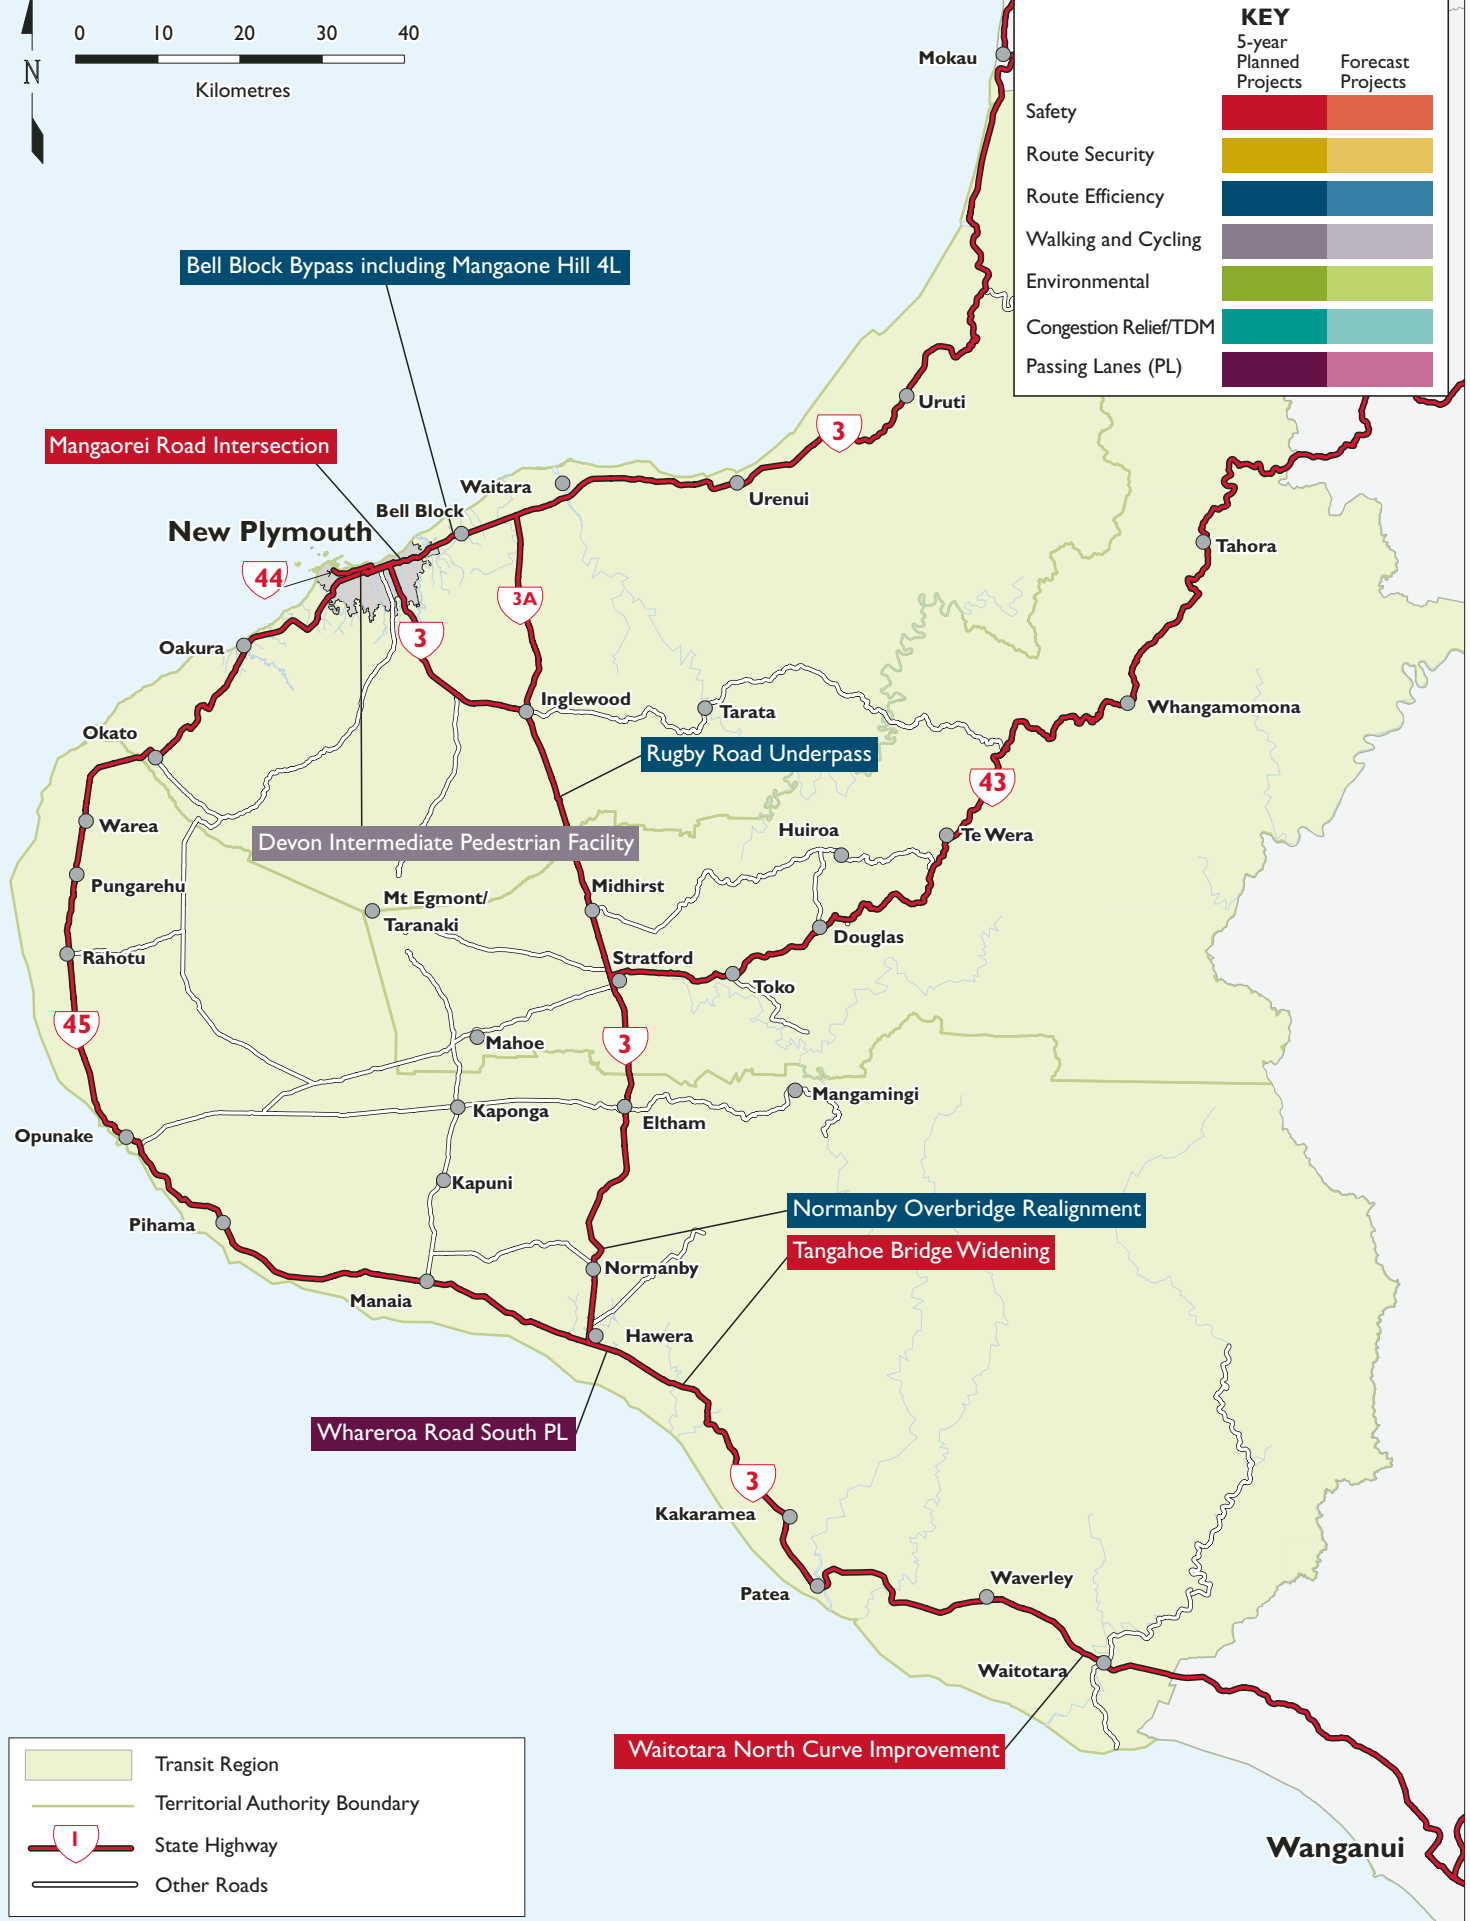 0 10 20 30 40
N
Kilometres
KEY
5-year
Planned
Projects
Forecast
Projects
Safety
Route Security
Route Efficiency
Walking and Cycling
Environmental
Congestion Relief/TDM
Passing Lanes (PL)
Mokau
Bell Block Bypass including Mangaone Hill 4L
Uruti
3
Mangaorei Road Intersection
Waitara
Urenui
Bell Block
New Plymouth
Tahora
44
3A
3
Oakura
Inglewood
Tarata
Whangamomona
Okato
Rugby Road Underpass
43
Warea
Huiroa
Te Wera
Devon Intermediate Pedestrian Facility
Pungarehu
Midhirst
Mt Egmont/
Taranaki
Douglas
Rahotu
Stratford
Toko
45
Mahoe
3
Mangamingi
Kaponga
Eltham
Opunake
Kapuni
Normanby Overbridge Realignment
Pihama
Tangahoe Bridge Widening
Normanby
Manaia
Hawera
Whareroa Road South PL
3
Kakaramea
Waverley
Patea
Waitotara
Waitotara North Curve Improvement
Transit Region
Territorial Authority Boundary
1
State Highway
Other Roads
Wanganui